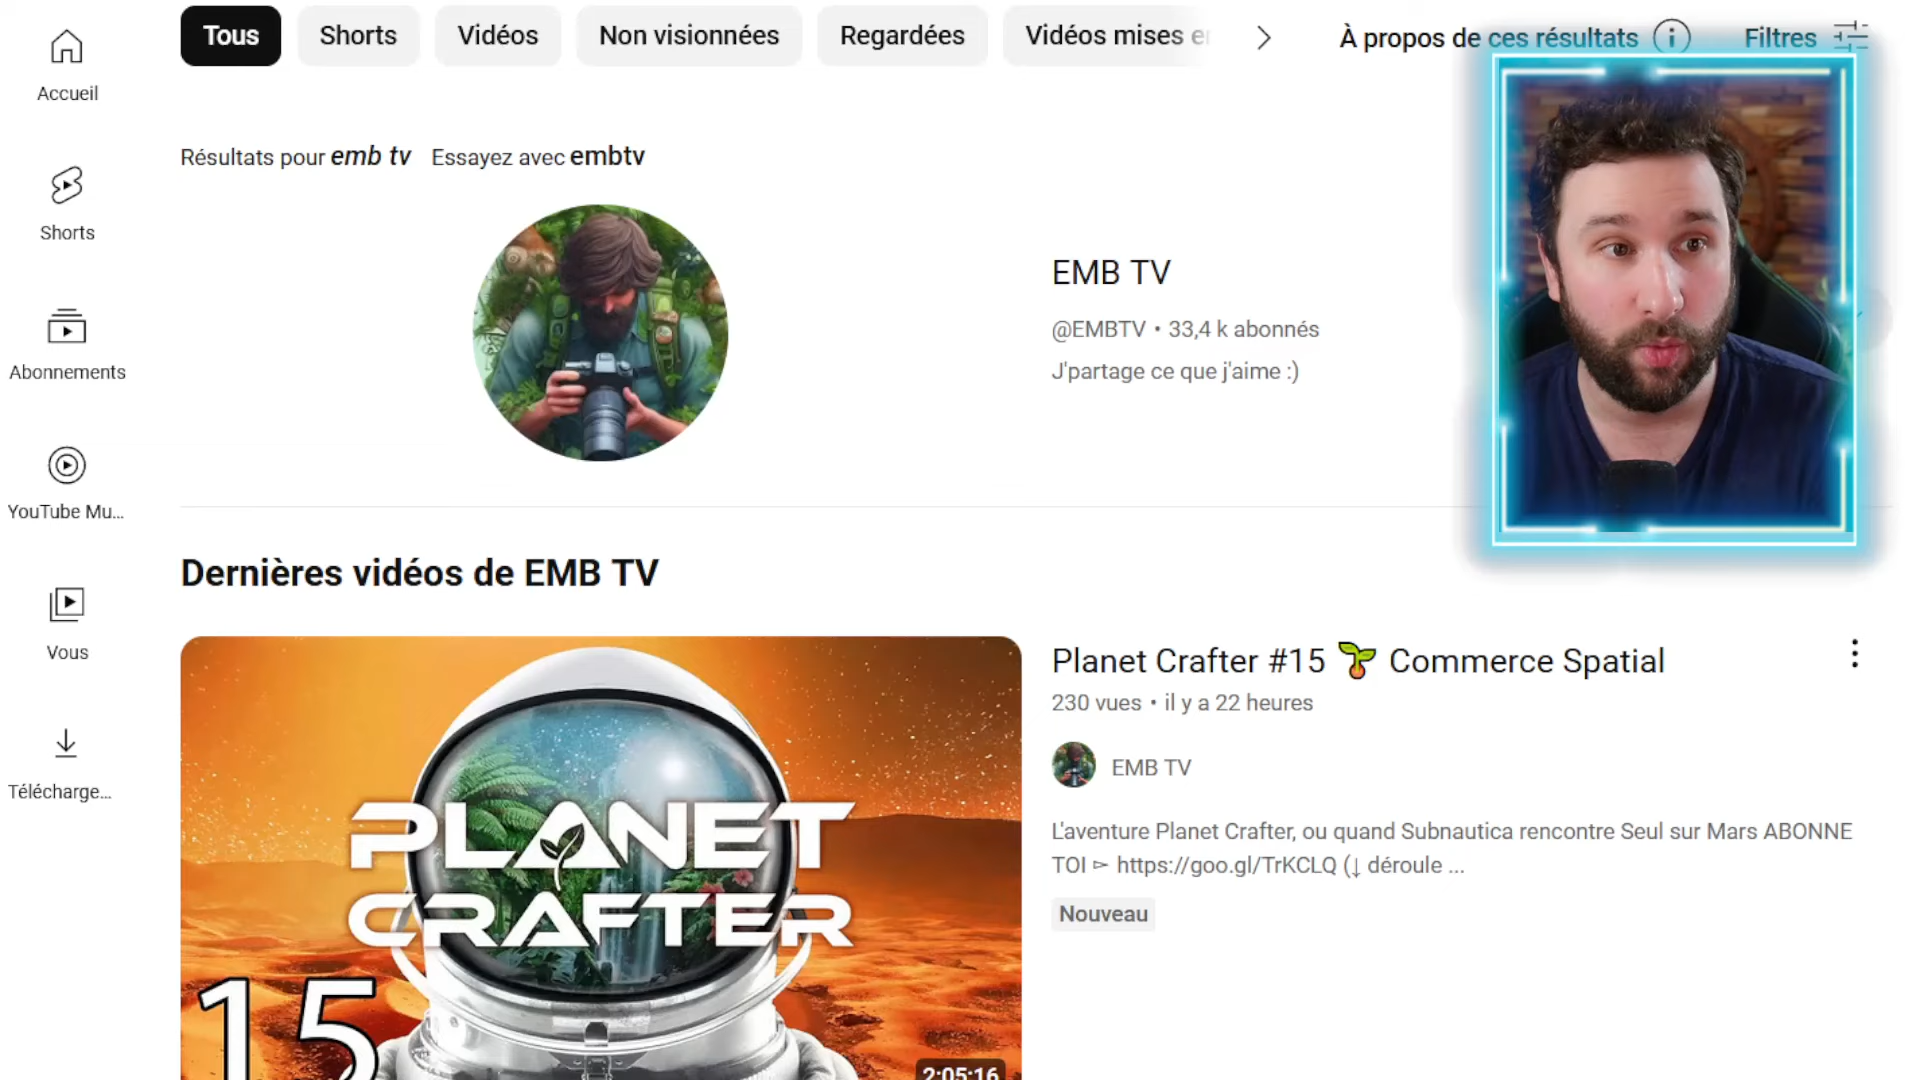 Tous
Shorts
Vidéos
Non visionnées
Regardées
Vidéos mises en
À propos de ces résultats
Filtres
Accueil
Shorts
Abonnements
YouTube Mu...
Vous
Télécharge...
Résultats pour emb tv Essayez avec embtv
EMB TV
@EMBTV • 33,4 k abonnés
J'partage ce que j'aime :)
Dernières vidéos de EMB TV
PLANET
CRAFTER
15
2:05:16
Planet Crafter #15 🌱 Commerce Spatial
230 vues • il y a 22 heures
EMB TV
L'aventure Planet Crafter, ou quand Subnautica rencontre Seul sur Mars ABONNE
TOI ▻ https://goo.gl/TrKCLQ (↓ déroule ...
Nouveau